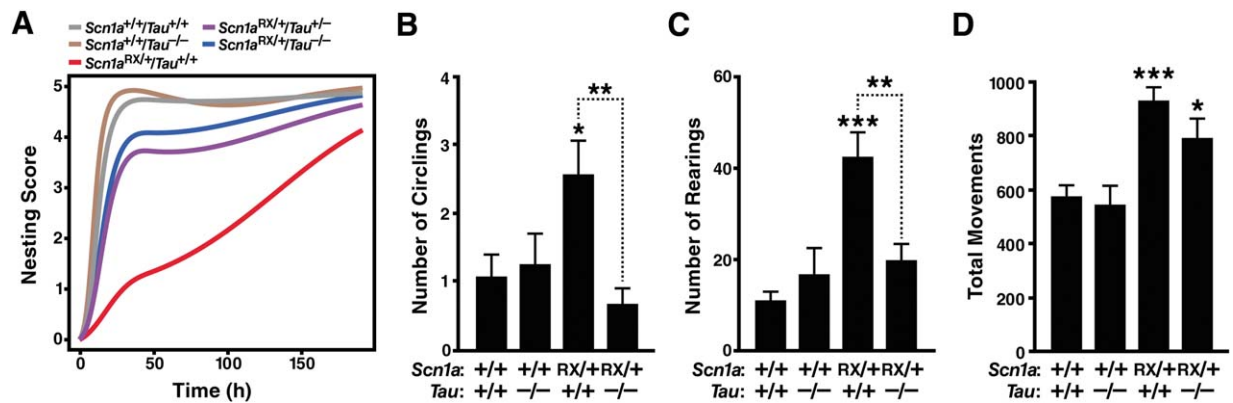 A
Scn1a+/+/Tau+/+
Scn1aRX/+/Tau+/−
Scn1a+/+/Tau−/−
Scn1aRX/+/Tau−/−
Scn1aRX/+/Tau+/+
Nesting Score
5
4
3
2
1
0
0 50 100 150
Time (h)
B
Number of Circlings
4
3
2
1
0
*
**
Scn1a: +/+ +/+ RX/+ RX/+
Tau: +/+ −/− +/+ −/−
C
Number of Rearings
60
40
20
0
***
**
Scn1a: +/+ +/+ RX/+ RX/+
Tau: +/+ −/− +/+ −/−
D
Total Movements
1000
800
600
400
200
0
***
*
Scn1a: +/+ +/+ RX/+ RX/+
Tau: +/+ −/− +/+ −/−